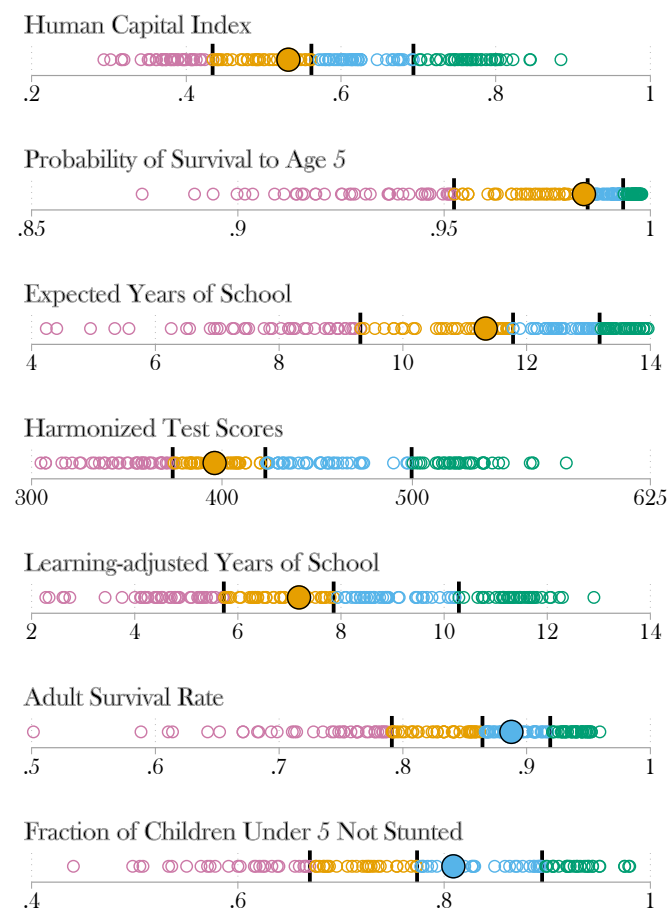 Human Capital Index
.2 .4 .6 .8 1
Probability of Survival to Age 5
.85 .9 .95 1
Expected Years of School
4 6 8 10 12 14
Harmonized Test Scores
300 400 500 625
Learning-adjusted Years of School
2 4 6 8 10 12 14
Adult Survival Rate
.5 .6 .7 .8 .9 1
Fraction of Children Under 5 Not Stunted
.4 .6 .8 1